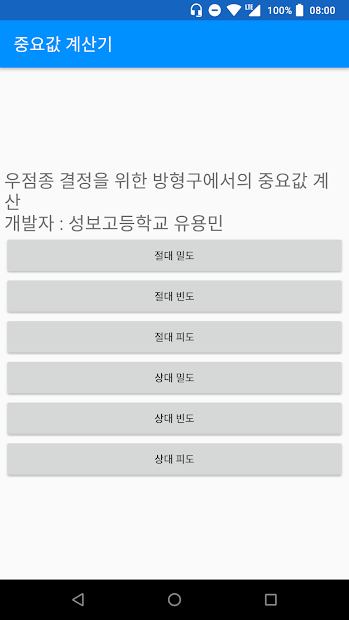 LTE 100% 08:00
중요값 계산기
우점종 결정을 위한 방형구에서의 중요값 계
산
개발자 : 성보고등학교 유용민
절대 밀도
절대 빈도
절대 피도
상대 밀도
상대 빈도
상대 피도